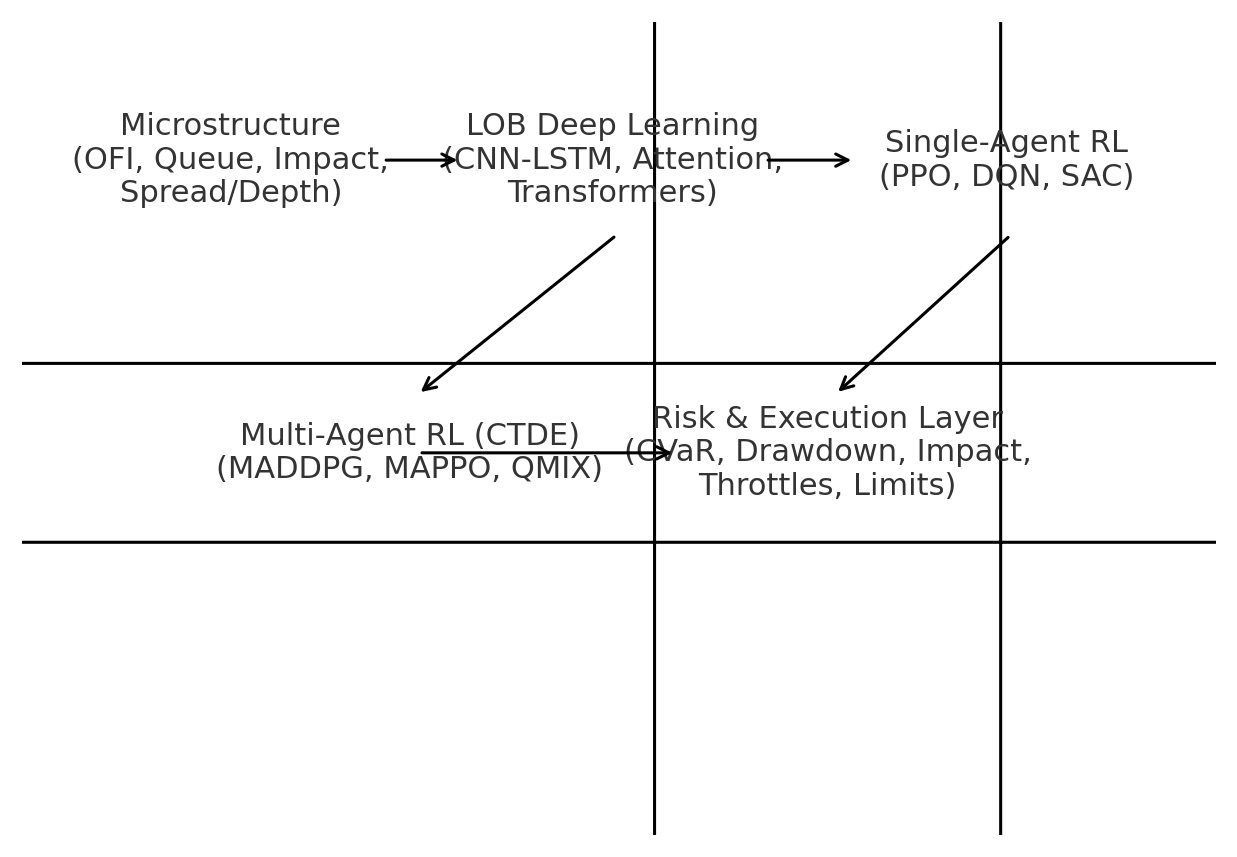 Microstructure
(OFI, Queue, Impact,
Spread/Depth)
LOB Deep Learning
(CNN-LSTM, Attention,
Transformers)
Single-Agent RL
(PPO, DQN, SAC)
Multi-Agent RL (CTDE)
(MADDPG, MAPPO, QMIX)
Risk & Execution Layer
(CVaR, Drawdown, Impact,
Throttles, Limits)